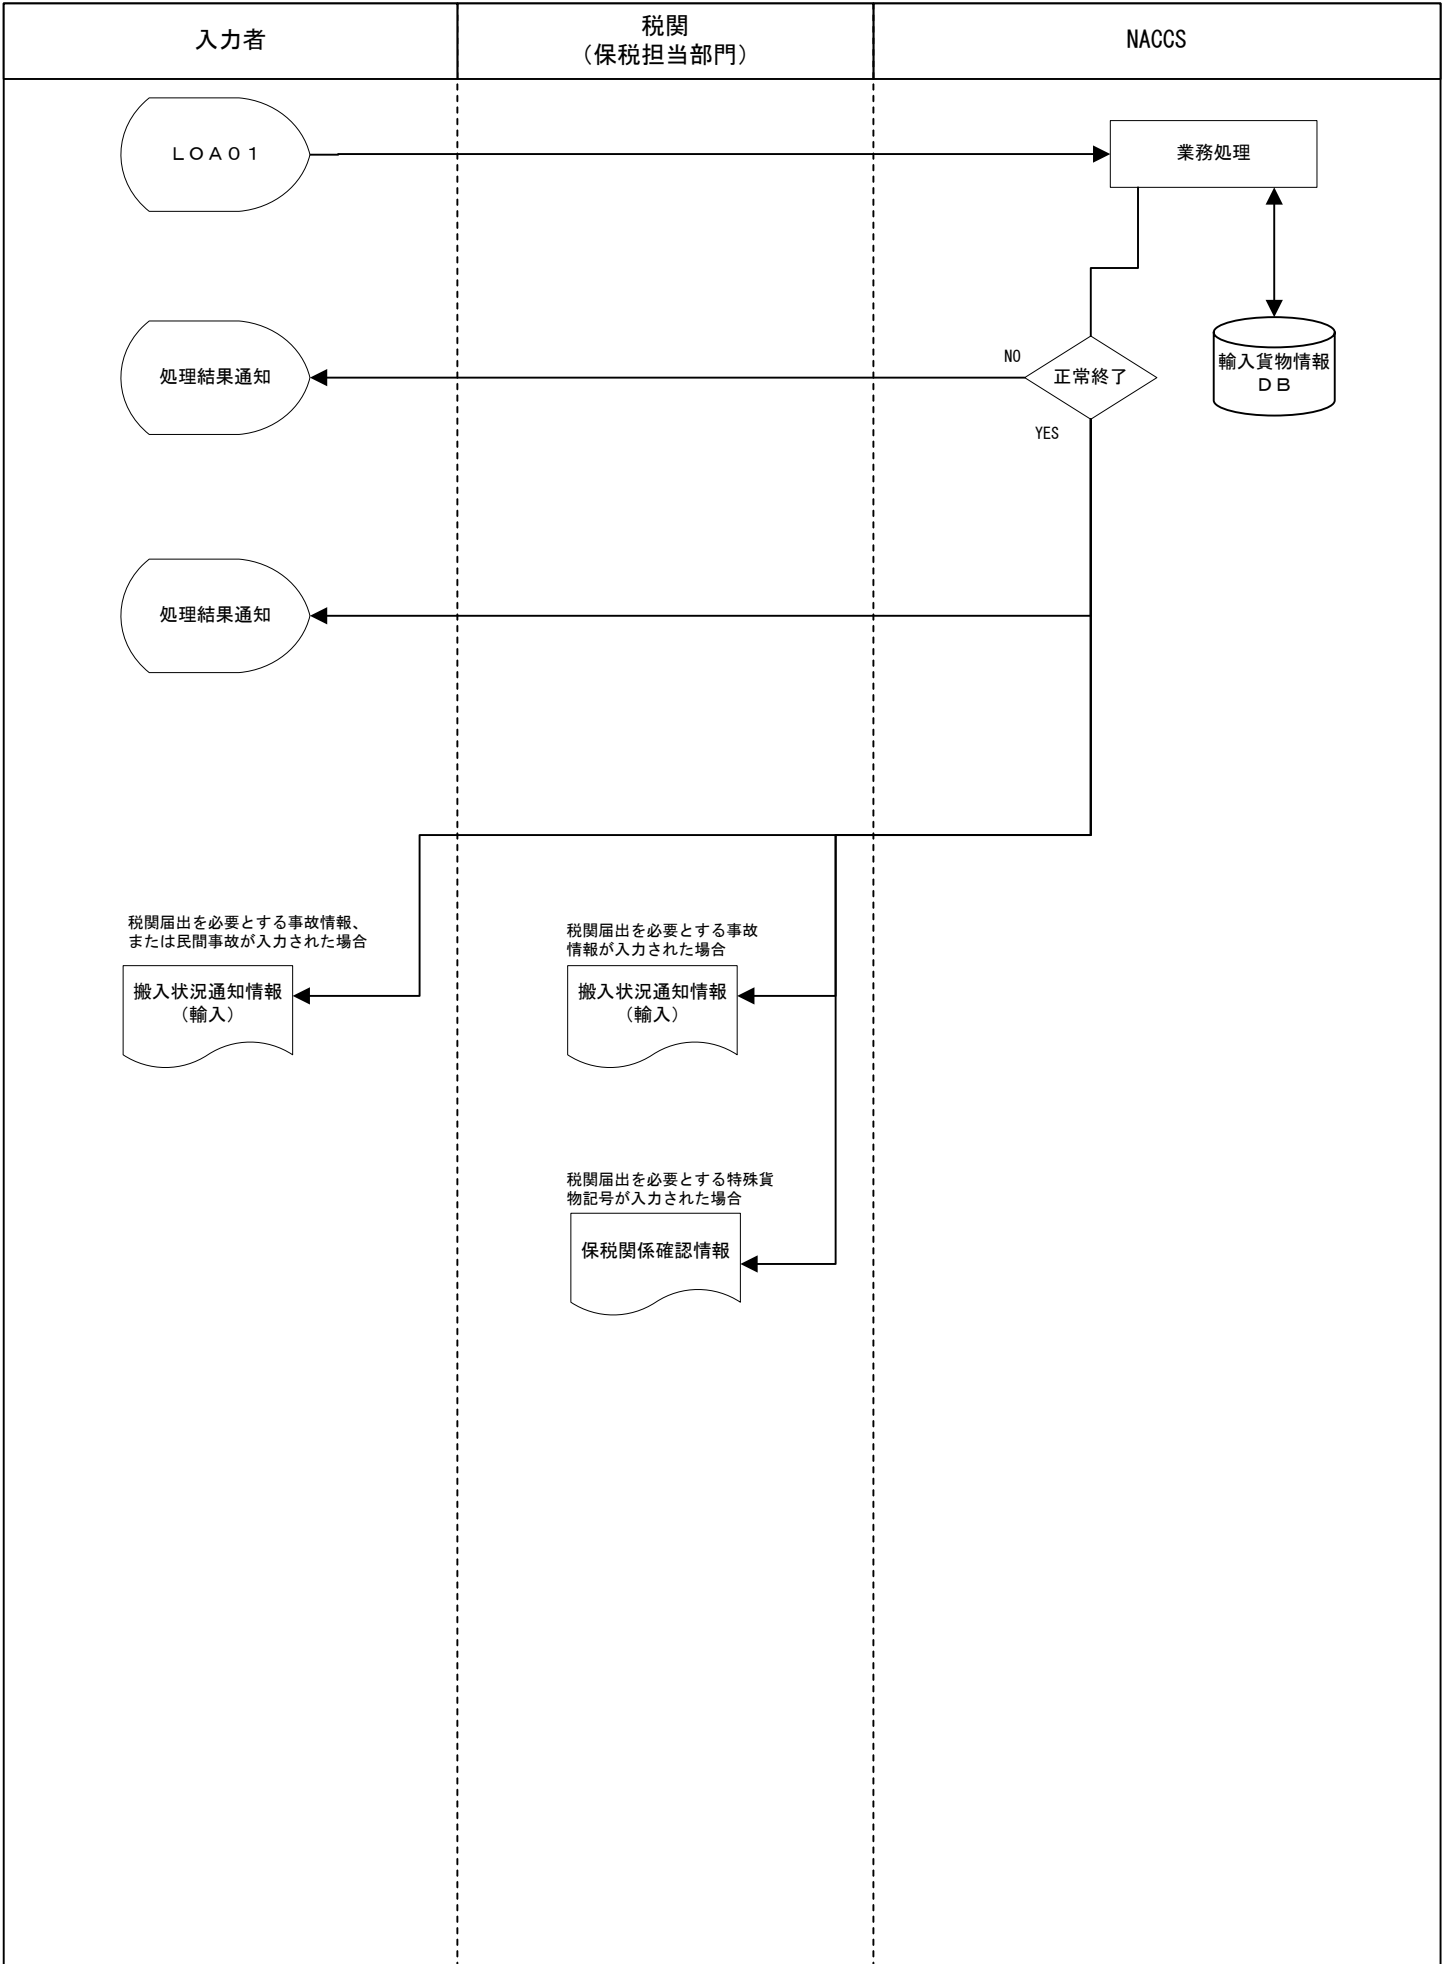 入力者
税関
（保税担当部門）
NACCS
ＬＯＡ０１
業務処理
処理結果通知
NO
正常終了
輸入貨物情報
ＤＢ
YES
処理結果通知
税関届出を必要とする事故情報、
または民間事故が入力された場合
搬入状況通知情報
（輸入）
税関届出を必要とする事故
情報が入力された場合
搬入状況通知情報
（輸入）
税関届出を必要とする特殊貨
物記号が入力された場合
保税関係確認情報